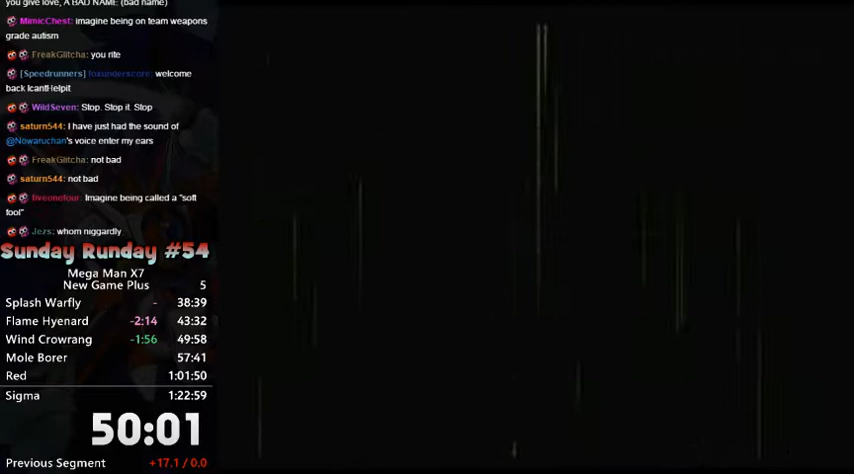 you give love, A BAD NAME (bad name)
MimicChest: imagine being on team weapons
grade autism
FreakGlitcha: you rite
[Speedrunners] foxunderscore: welcome
back IcantHelpit
WildSeven: Stop. Stop it. Stop
saturn544: I have just had the sound of
@Nowaruchan's voice enter my ears
FreakGlitcha: not bad
saturn544: not bad
fiveonefour: Imagine being called a "soft
tool"
Jezs: whom niggardly
Sunday Runday #54
Mega Man X7
New Game Plus 5
Splash Warfly - 38:39
Flame Hyenard -2:14 43:32
Wind Crowrang -1:56 49:58
Mole Borer 57:41
Red 1:01:50
Sigma 1:22:59
50:01
Previous Segment +17.1 / 0.0